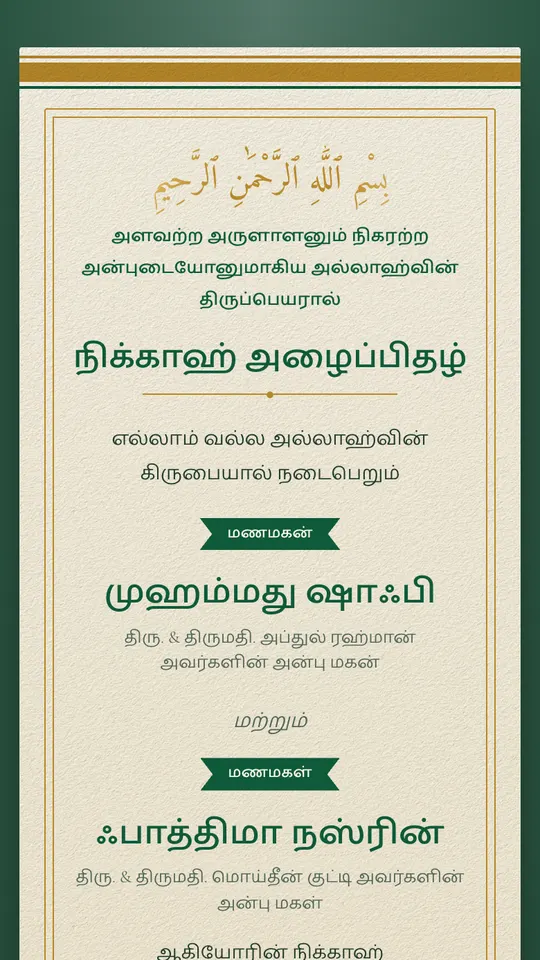 بِسْمِ ٱللَّهِ ٱلرَّحْمَٰنِ ٱلرَّحِيمِ
அளவற்ற அருளாளனும் நிகரற்ற
அன்புடையோனுமாகிய அல்லாஹ்வின்
திருப்பெயரால்
நிக்காஹ் அழைப்பிதழ்
எல்லாம் வல்ல அல்லாஹ்வின்
கிருபையால் நடைபெறும்
மணமகன்
முஹம்மது ஷாஃபி
திரு. & திருமதி. அப்துல் ரஹ்மான்
அவர்களின் அன்பு மகன்
மற்றும்
மணமகள்
ஃபாத்திமா நஸ்ரின்
திரு. & திருமதி. மொய்தீன் குட்டி அவர்களின்
அன்பு மகள்
ஆகியோரின் நிக்காஹ்